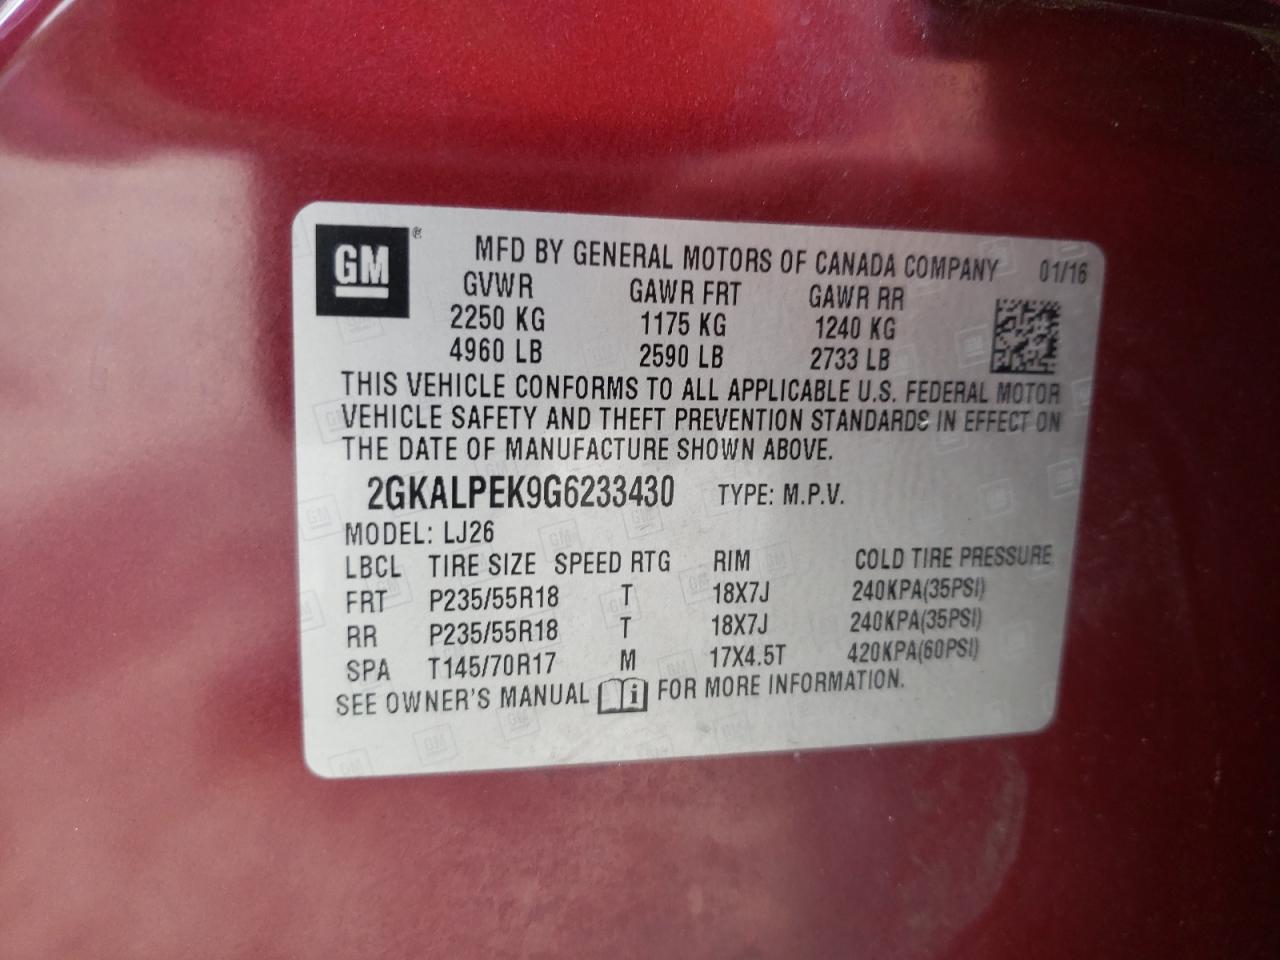 GM ®
MFD BY GENERAL MOTORS OF CANADA COMPANY 01/16
GVWR GAWR FRT GAWR RR
2250 KG 1175 KG 1240 KG
4960 LB 2590 LB 2733 LB
THIS VEHICLE CONFORMS TO ALL APPLICABLE U.S. FEDERAL MOTOR
VEHICLE SAFETY AND THEFT PREVENTION STANDARDS IN EFFECT ON
THE DATE OF MANUFACTURE SHOWN ABOVE.
2GKALPEK9G6233430 TYPE: M.P.V.
MODEL: LJ26
LBCL TIRE SIZE SPEED RTG RIM COLD TIRE PRESSURE
FRT P235/55R18 T 18X7J 240KPA(35PSI)
RR P235/55R18 T 18X7J 240KPA(35PSI)
SPA T145/70R17 M 17X4.5T 420KPA(60PSI)
SEE OWNER'S MANUAL i FOR MORE INFORMATION.